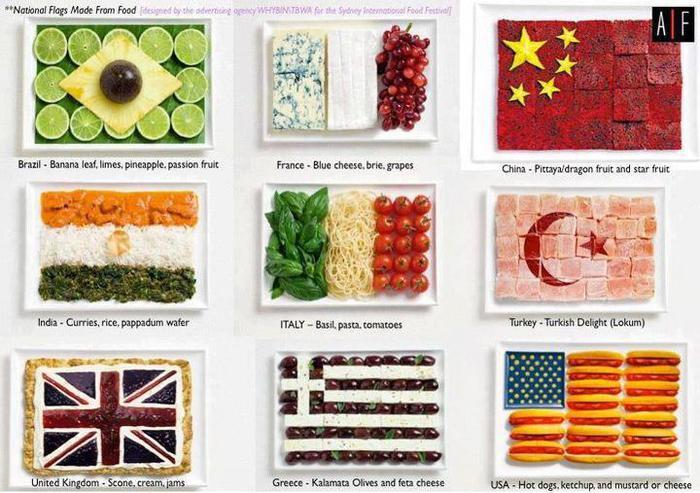 **National Flags Made From Food [designed by the advertising agency WHYBIN\TBWA for the Sydney International Food Festival]
A|F
Brazil - Banana leaf, limes, pineapple, passion fruit
France - Blue cheese, brie, grapes
China - Pittaya/dragon fruit and star fruit
India - Curries, rice, pappadum wafer
ITALY – Basil, pasta, tomatoes
Turkey - Turkish Delight (Lokum)
United Kingdom - Scone, cream, jams
Greece - Kalamata Olives and feta cheese
USA - Hot dogs, ketchup, and mustard or cheese